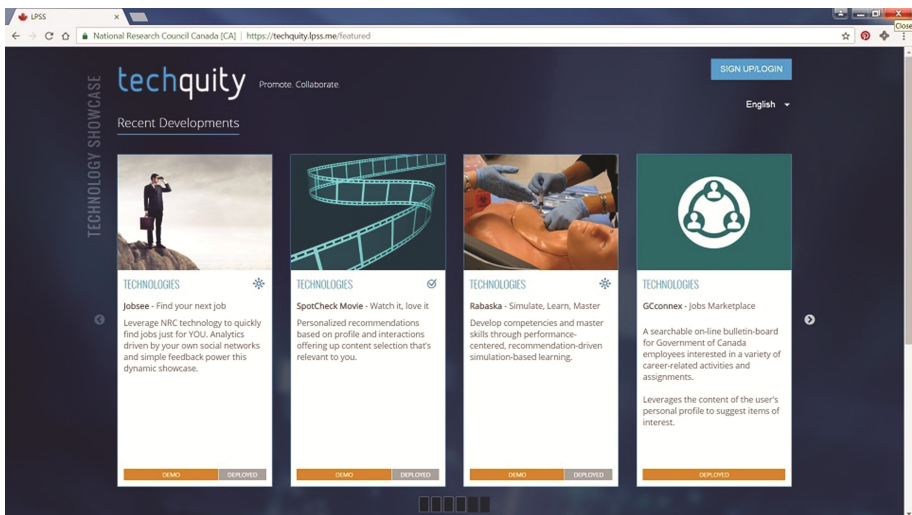 LPSS
Close
National Research Council Canada [CA] | https://techquity.lpss.me/featured
TECHNOLOGY SHOWCASE
techquity
Promote. Collaborate.
SIGN UP/LOGIN
English
Recent Developments
TECHNOLOGIES
Jobsee - Find your next job
Leverage NRC technology to quickly
find jobs just for YOU. Analytics
driven by your own social networks
and simple feedback power this
dynamic showcase.
DEMO
DEPLOYED
TECHNOLOGIES
SpotCheck Movie - Watch it, love it
Personalized recommendations
based on profile and interactions
offering up content selection that's
relevant to you.
DEMO
DEPLOYED
TECHNOLOGIES
Rabaska - Simulate, Learn, Master
Develop competencies and master
skills through performance-
centered, recommendation-driven
simulation-based learning.
DEMO
DEPLOYED
TECHNOLOGIES
GCconnex - Jobs Marketplace
A searchable on-line bulletin-board
for Government of Canada
employees interested in a variety of
career-related activities and
assignments.
Leverages the content of the user's
personal profile to suggest items of
interest.
DEPLOYED